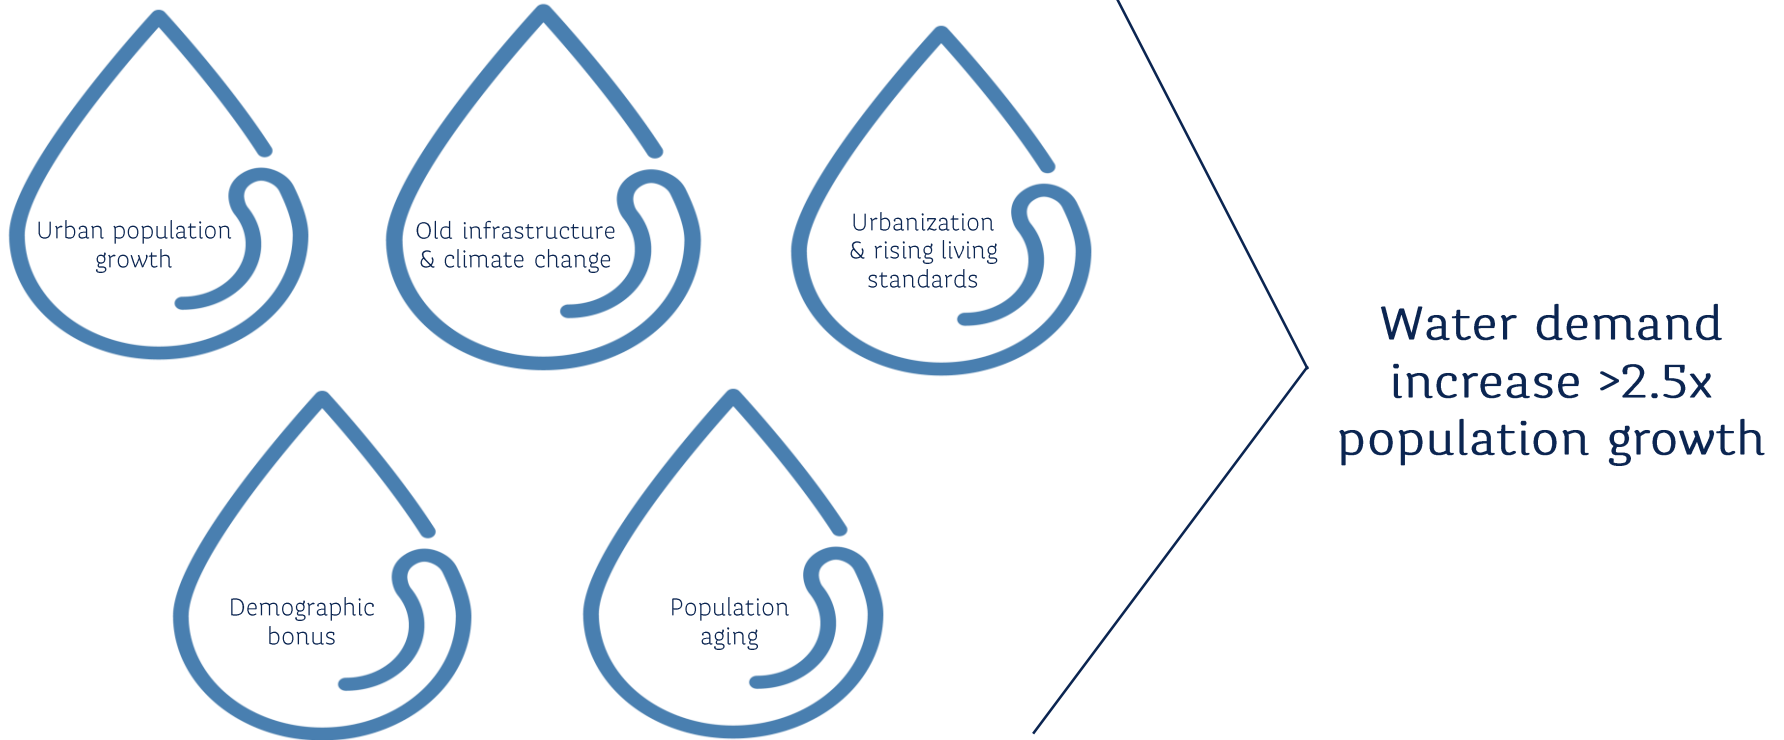 Urban population
growth
Old infrastructure
& climate change
Urbanization
& rising living
standards
Demographic
bonus
Population
aging
Water demand
increase >2.5x
population growth